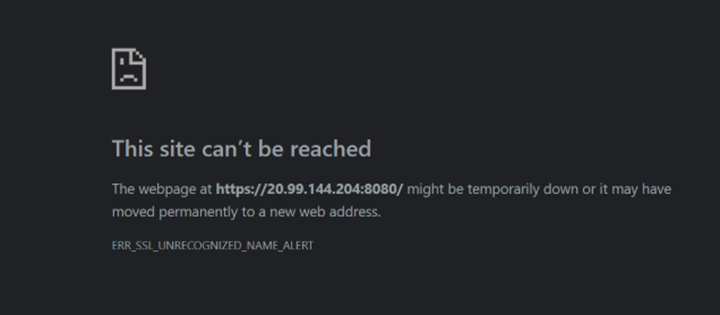 This site can’t be reached
The webpage at https://20.99.144.204:8080/ might be temporarily down or it may have
moved permanently to a new web address.
ERR_SSL_UNRECOGNIZED_NAME_ALERT